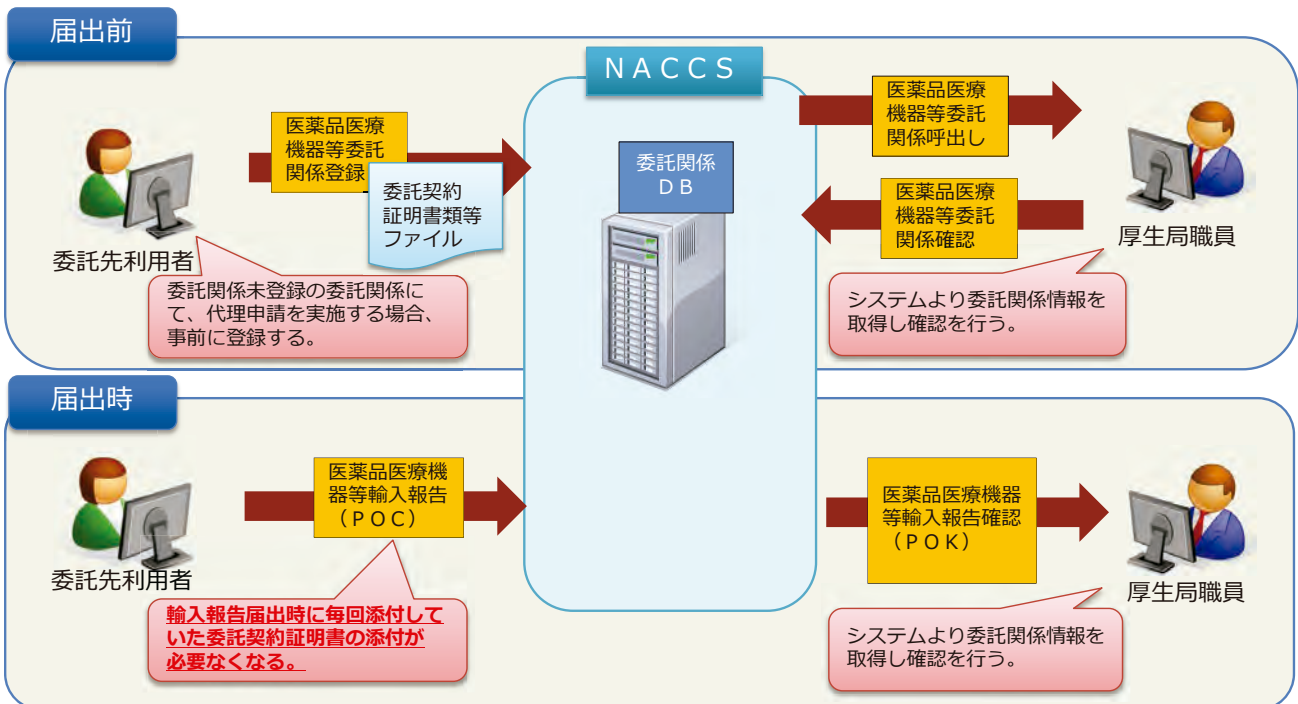 届出前
ＮＡＣＣＳ
医薬品医療
機器等委託
関係登録
委託契約
証明書類等
ファイル
委託先利用者
委託関係未登録の委託関係に
て、代理申請を実施する場合、
事前に登録する。
委託関係
ＤＢ
医薬品医療
機器等委託
関係呼出し
医薬品医療
機器等委託
関係確認
厚生局職員
システムより委託関係情報を
取得し確認を行う。
届出時
医薬品医療機
器等輸入報告
（ＰＯＣ）
委託先利用者
輸入報告届出時に毎回添付して
いた委託契約証明書の添付が
必要なくなる。
医薬品医療機器
等輸入報告確認
（ＰＯＫ）
厚生局職員
システムより委託関係情報を
取得し確認を行う。